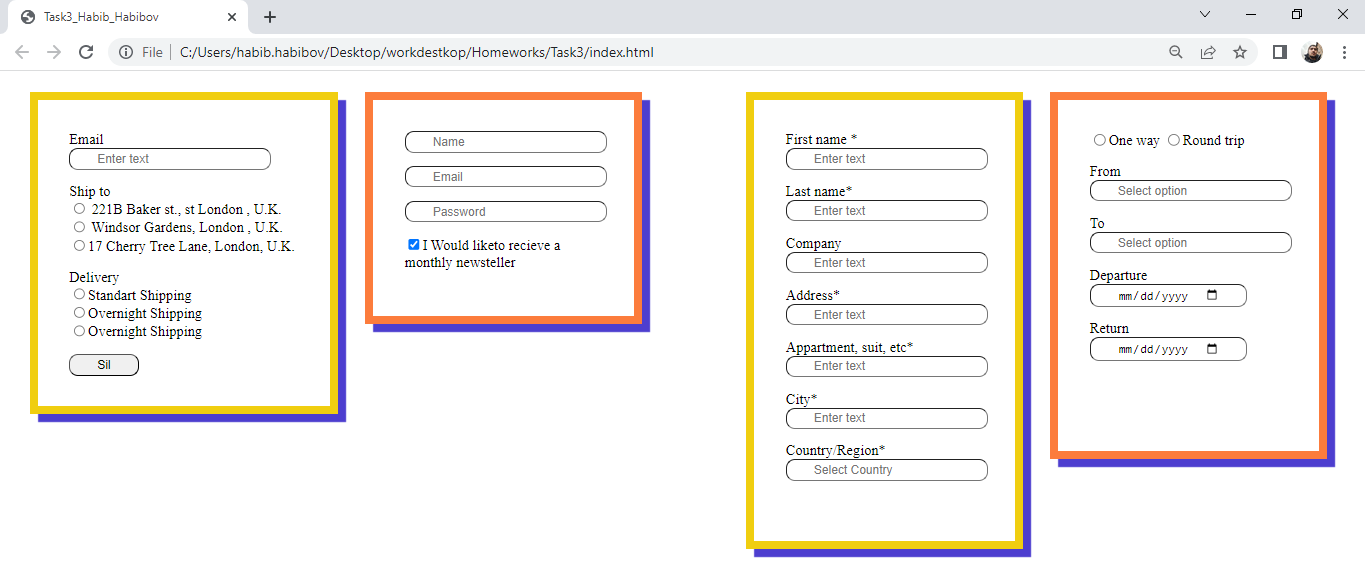 Task3_Habib_Habibov
File
C:/Users/habib.habibov/Desktop/workdestkop/Homeworks/Task3/index.html
Email
Enter text
Ship to
221B Baker st., st London , U.K.
Windsor Gardens, London , U.K.
17 Cherry Tree Lane, London, U.K.
Delivery
Standart Shipping
Overnight Shipping
Overnight Shipping
Sil
Name
Email
Password
I Would liketo recieve a
monthly newsteller
First name *
Enter text
Last name*
Enter text
Company
Enter text
Address*
Enter text
Appartment, suit, etc*
Enter text
City*
Enter text
Country/Region*
Select Country
One way Round trip
From
Select option
To
Select option
Departure
mm/dd/yyyy
Return
mm/dd/yyyy